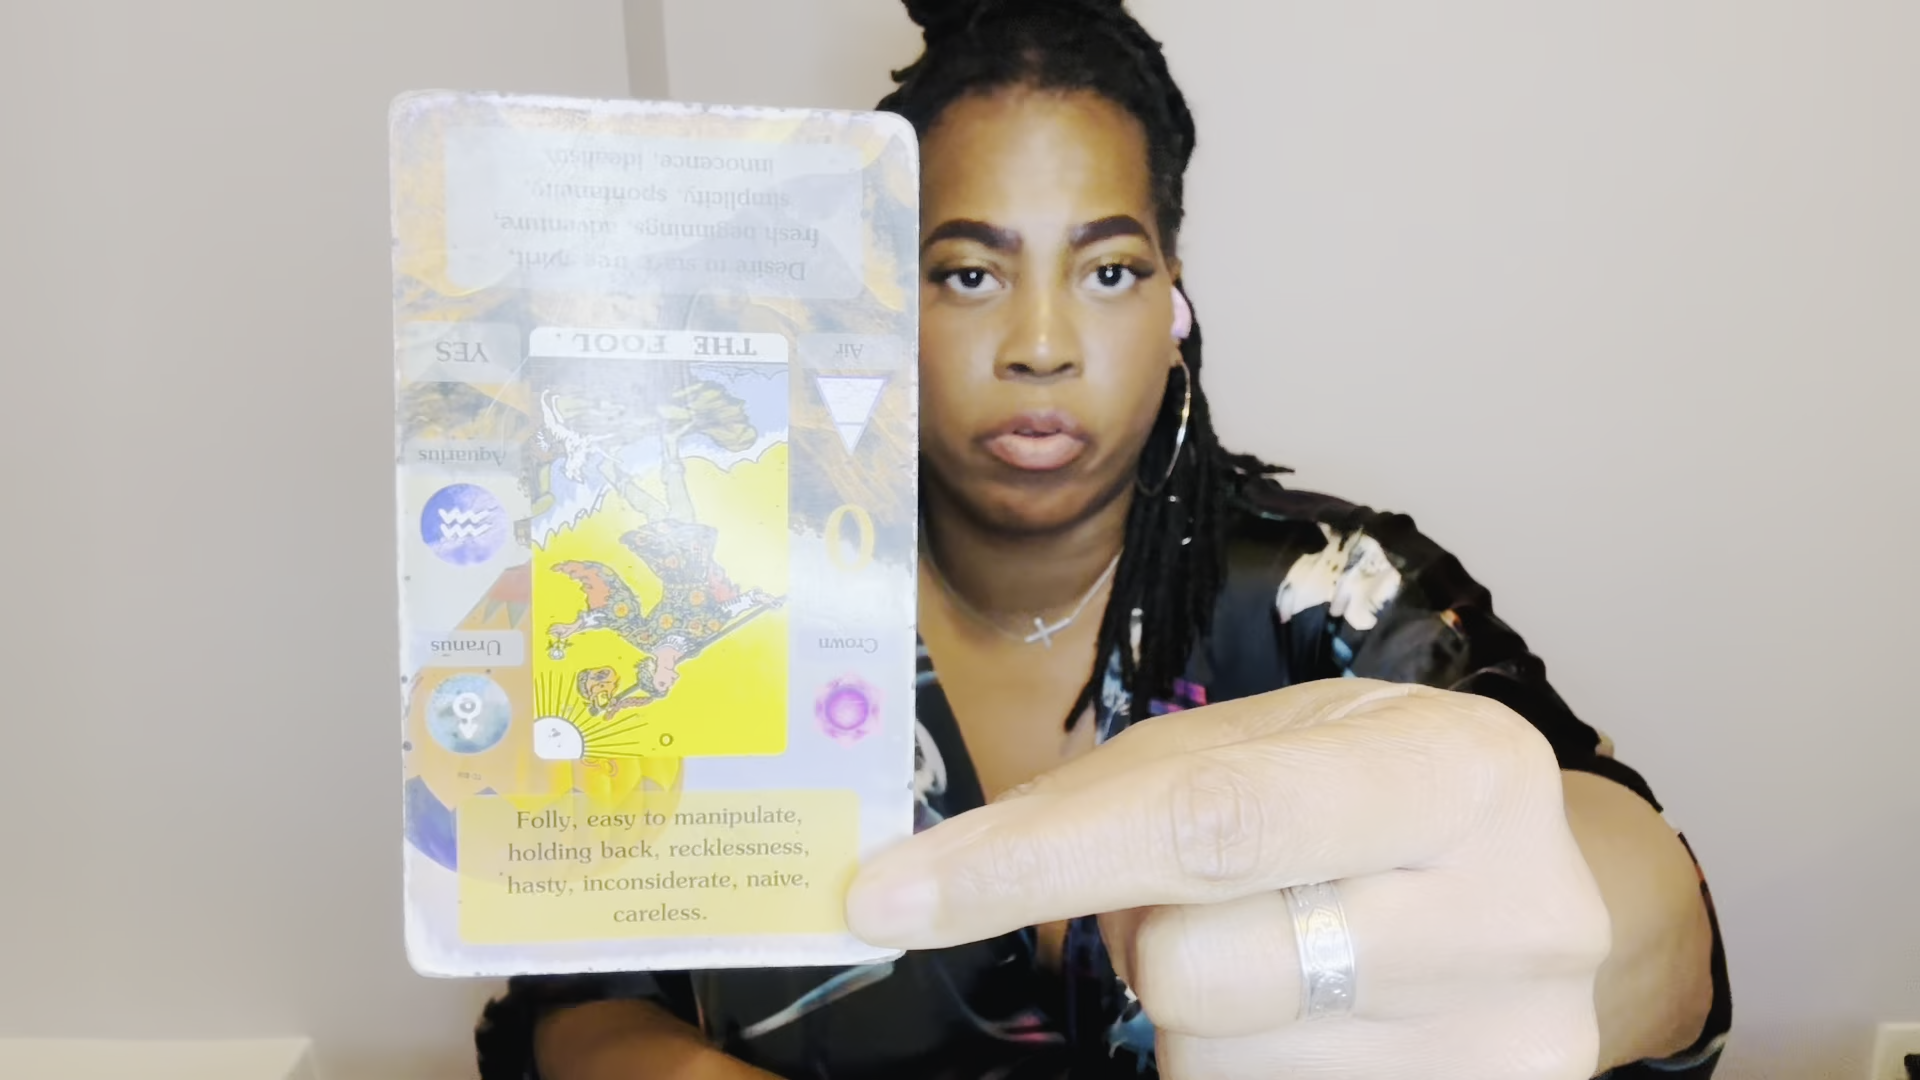 innocence, idealism.
simplicity, spontaneity,
fresh beginnings, adventure,
Desire to start, free spirit,
YES
THE FOOL.
Air
Aquarius
0
Uranus
Crown
0
Folly, easy to manipulate,
holding back, recklessness,
hasty, inconsiderate, naive,
careless.